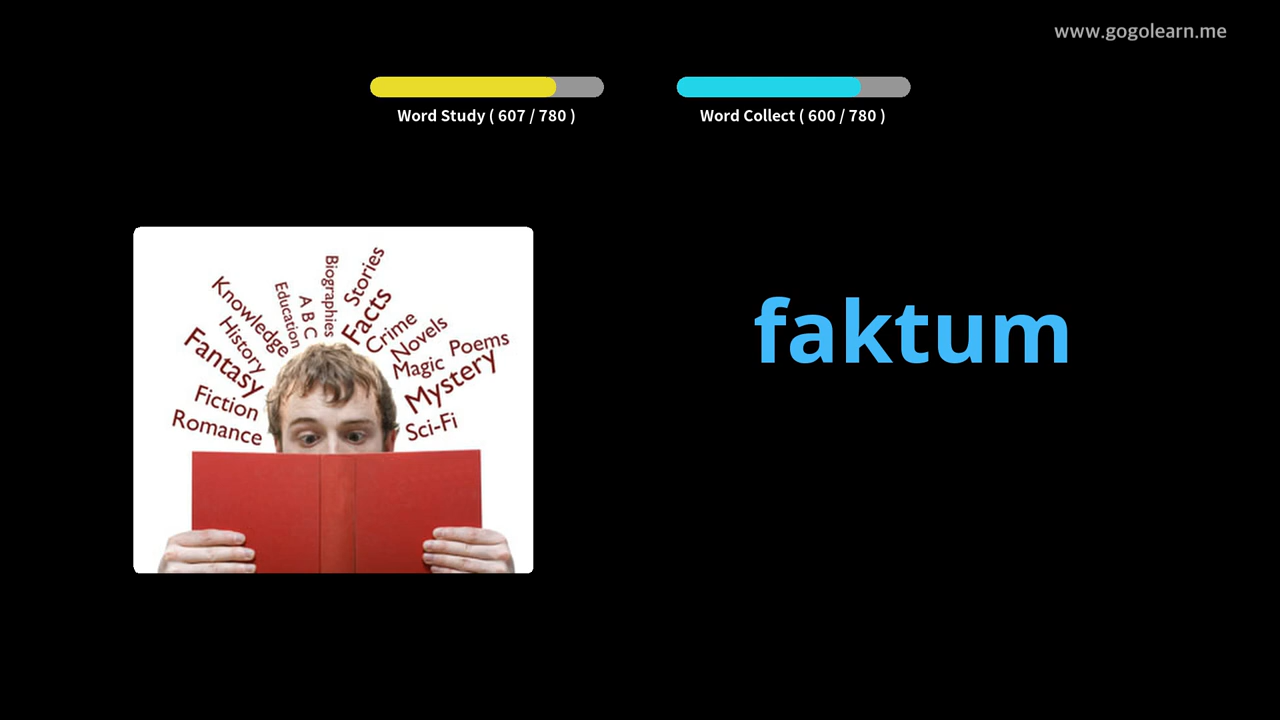 www.gogolearn.me
Word Study ( 607 / 780 )
Word Collect ( 600 / 780 )
Knowledge
Education
A B C
Biographies
Stories
Facts
Crime
Novels
Poems
Magic
Mystery
Sci-Fi
History
Fantasy
Fiction
Romance
faktum